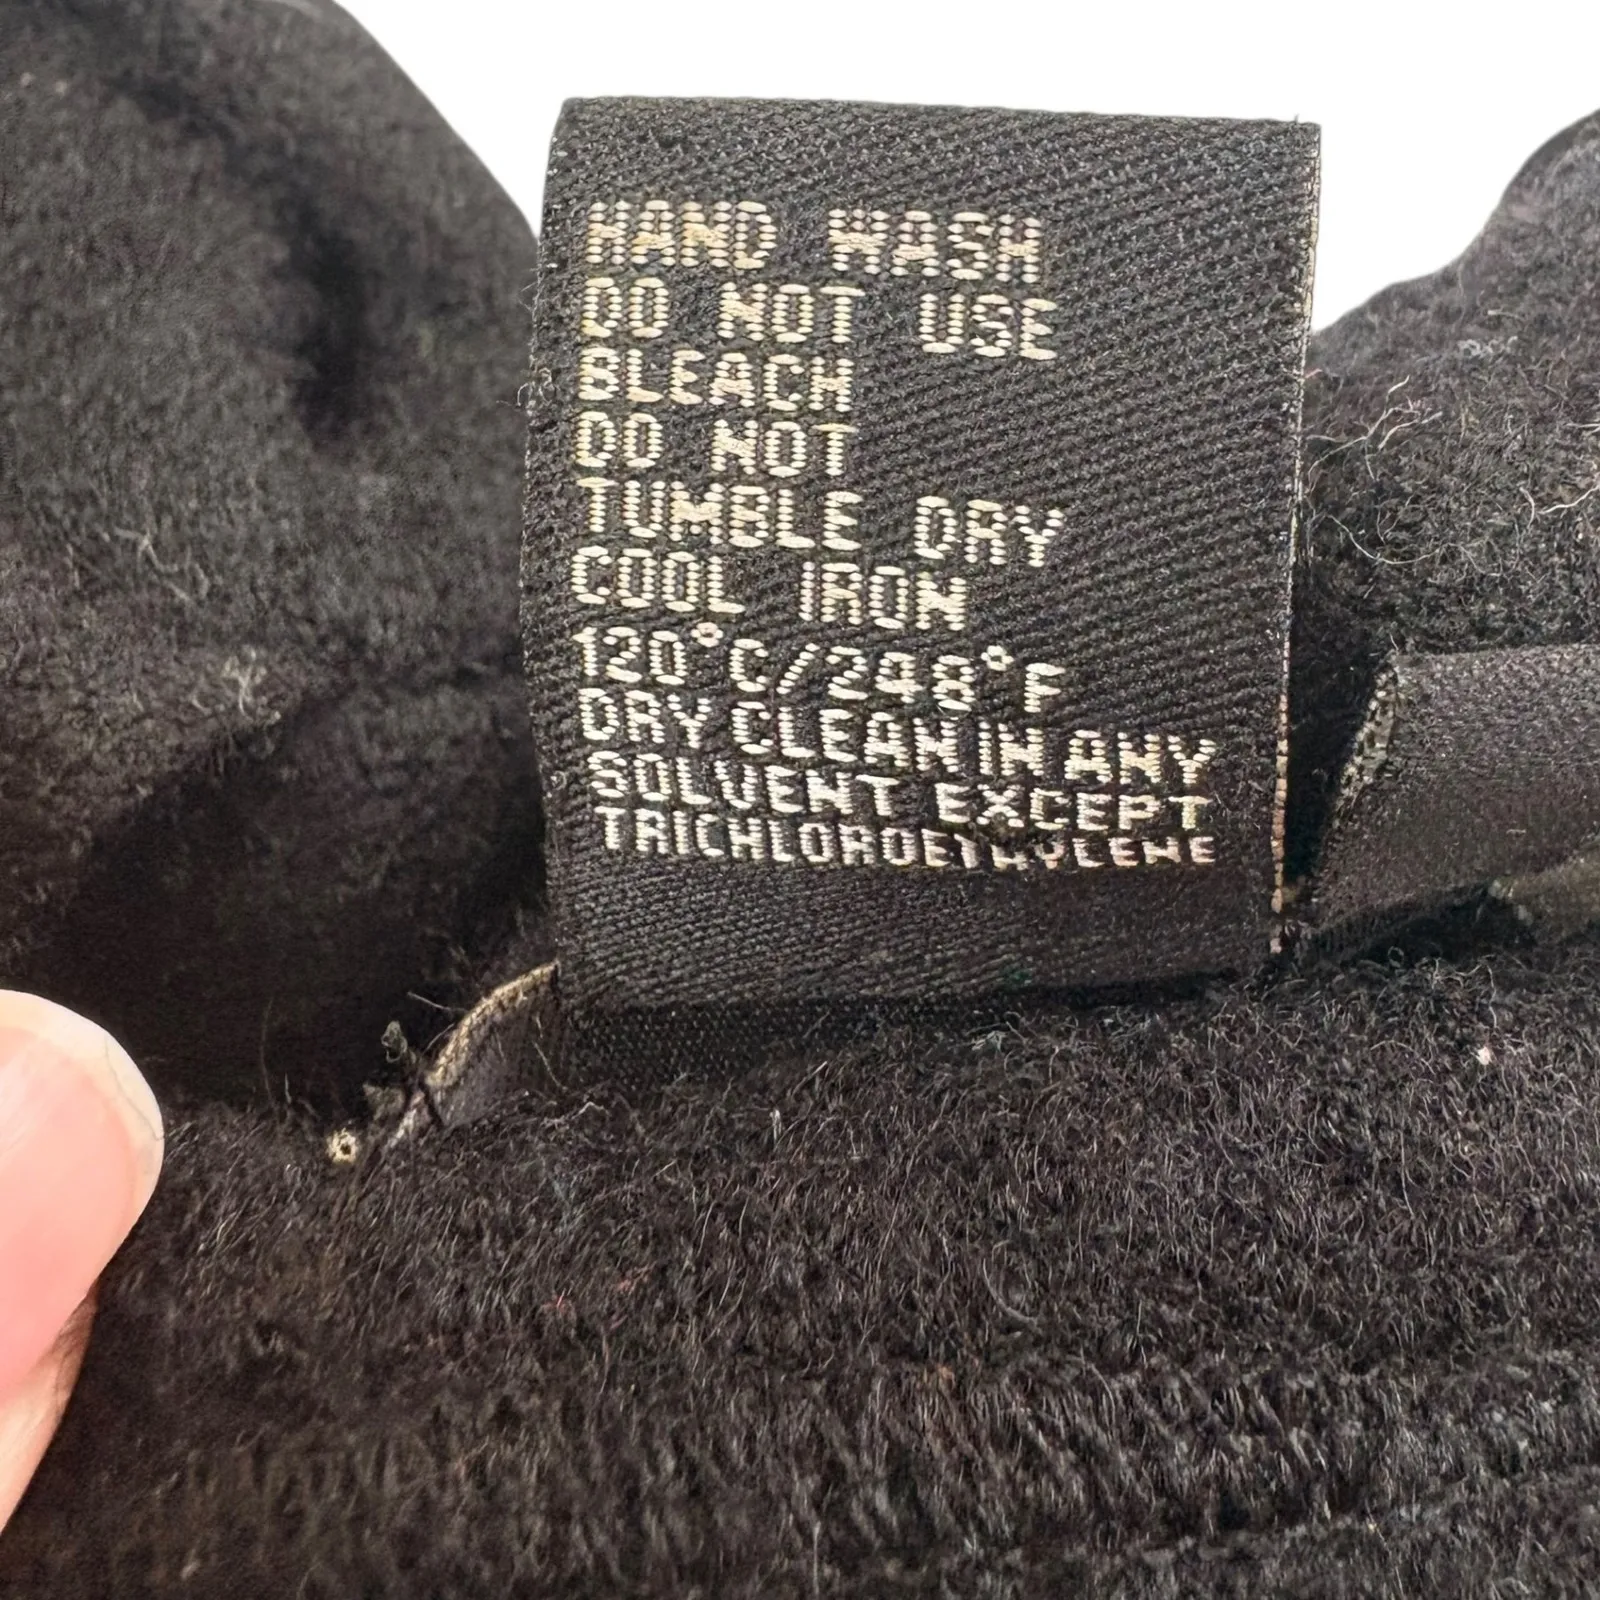 HAND WASH
DO NOT USE
BLEACH
DO NOT
TUMBLE DRY
COOL IRON
120°C/248°F
DRY CLEAN IN ANY
SOLVENT EXCEPT
TRICHLOROETHYLENE